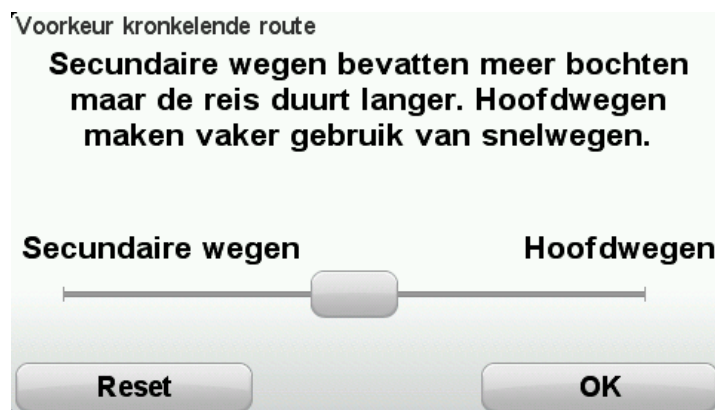 Voorkeur kronkelende route
Secundaire wegen bevatten meer bochten
maar de reis duurt langer. Hoofdwegen
maken vaker gebruik van snelwegen.
Secundaire wegen
Hoofdwegen
Reset
OK